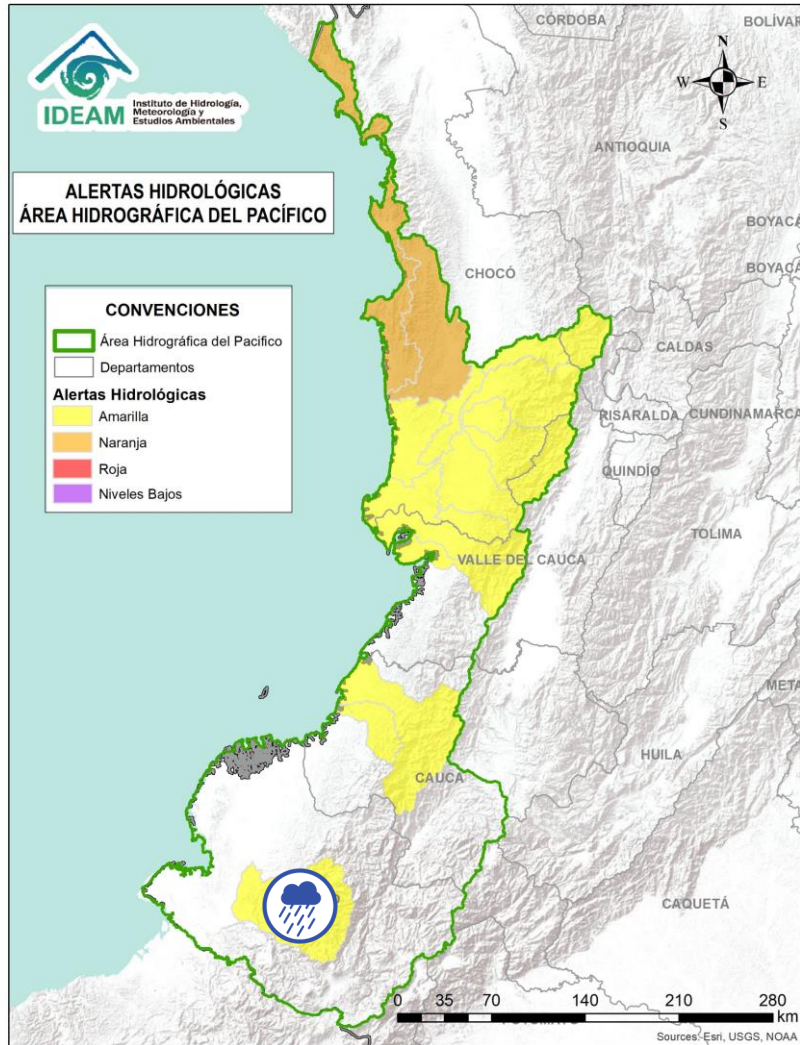 IDEAM
Instituto de Hidrología,
Meteorología y
Estudios Ambientales
ALERTAS HIDROLÓGICAS
ÁREA HIDROGRÁFICA DEL PACÍFICO
CONVENCIONES
Área Hidrográfica del Pacifico
Departamentos
Alertas Hidrológicas
Amarilla
Naranja
Roja
Niveles Bajos
CÓRDOBA
BOLÍVAR
N
W
E
S
ANTIOQUIA
BOYACÁ
CHOCÓ
BOYACÁ
CALDAS
RISARALDA
CUNDINAMARCA
QUINDÍO
TOLIMA
VALLE DEL CAUCA
META
HUILA
CAUCA
CAQUETÁ
0 35 70 140 210 280
km
Sources: Esri, USGS, NOAA